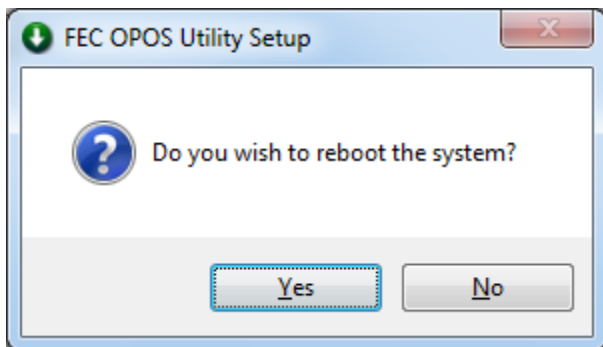 FEC OPOS Utility Setup
Do you wish to reboot the system?
Yes
No